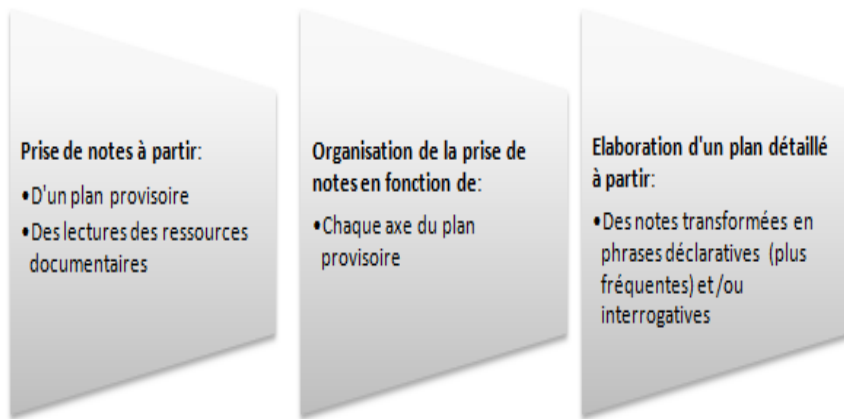 Prise de notes à partir:
•D'un plan provisoire
•Des lectures des ressources
documentaires
Organisation de la prise de
notes en fonction de:
•Chaque axe du plan
provisoire
Elaboration d'un plan détaillé
à partir:
•Des notes transformées en
phrases déclaratives (plus
fréquentes) et /ou
interrogatives